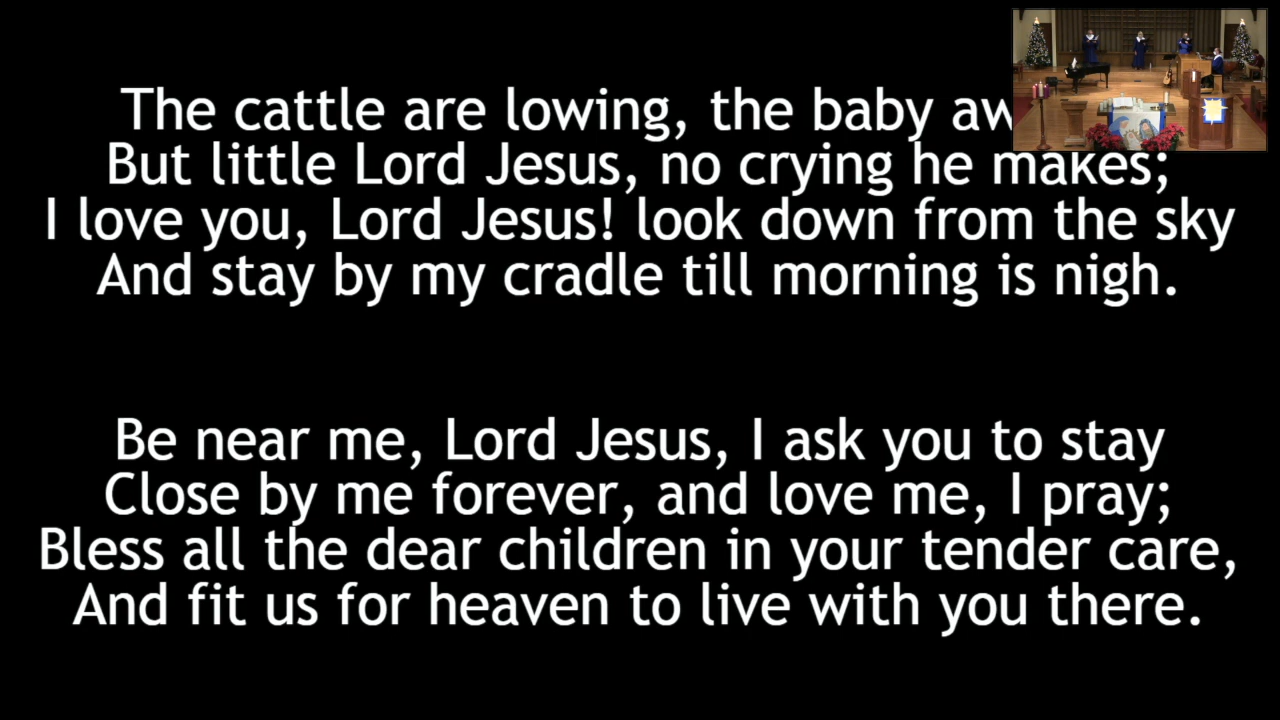 The cattle are lowing, the baby
But little Lord Jesus, no crying he makes;
I love you, Lord Jesus! look down from the sky
And stay by my cradle till morning is nigh.
Be near me, Lord Jesus, I ask you to stay
Close by me forever, and love me, I pray;
Bless all the dear children in your tender care,
And fit us for heaven to live with you there.